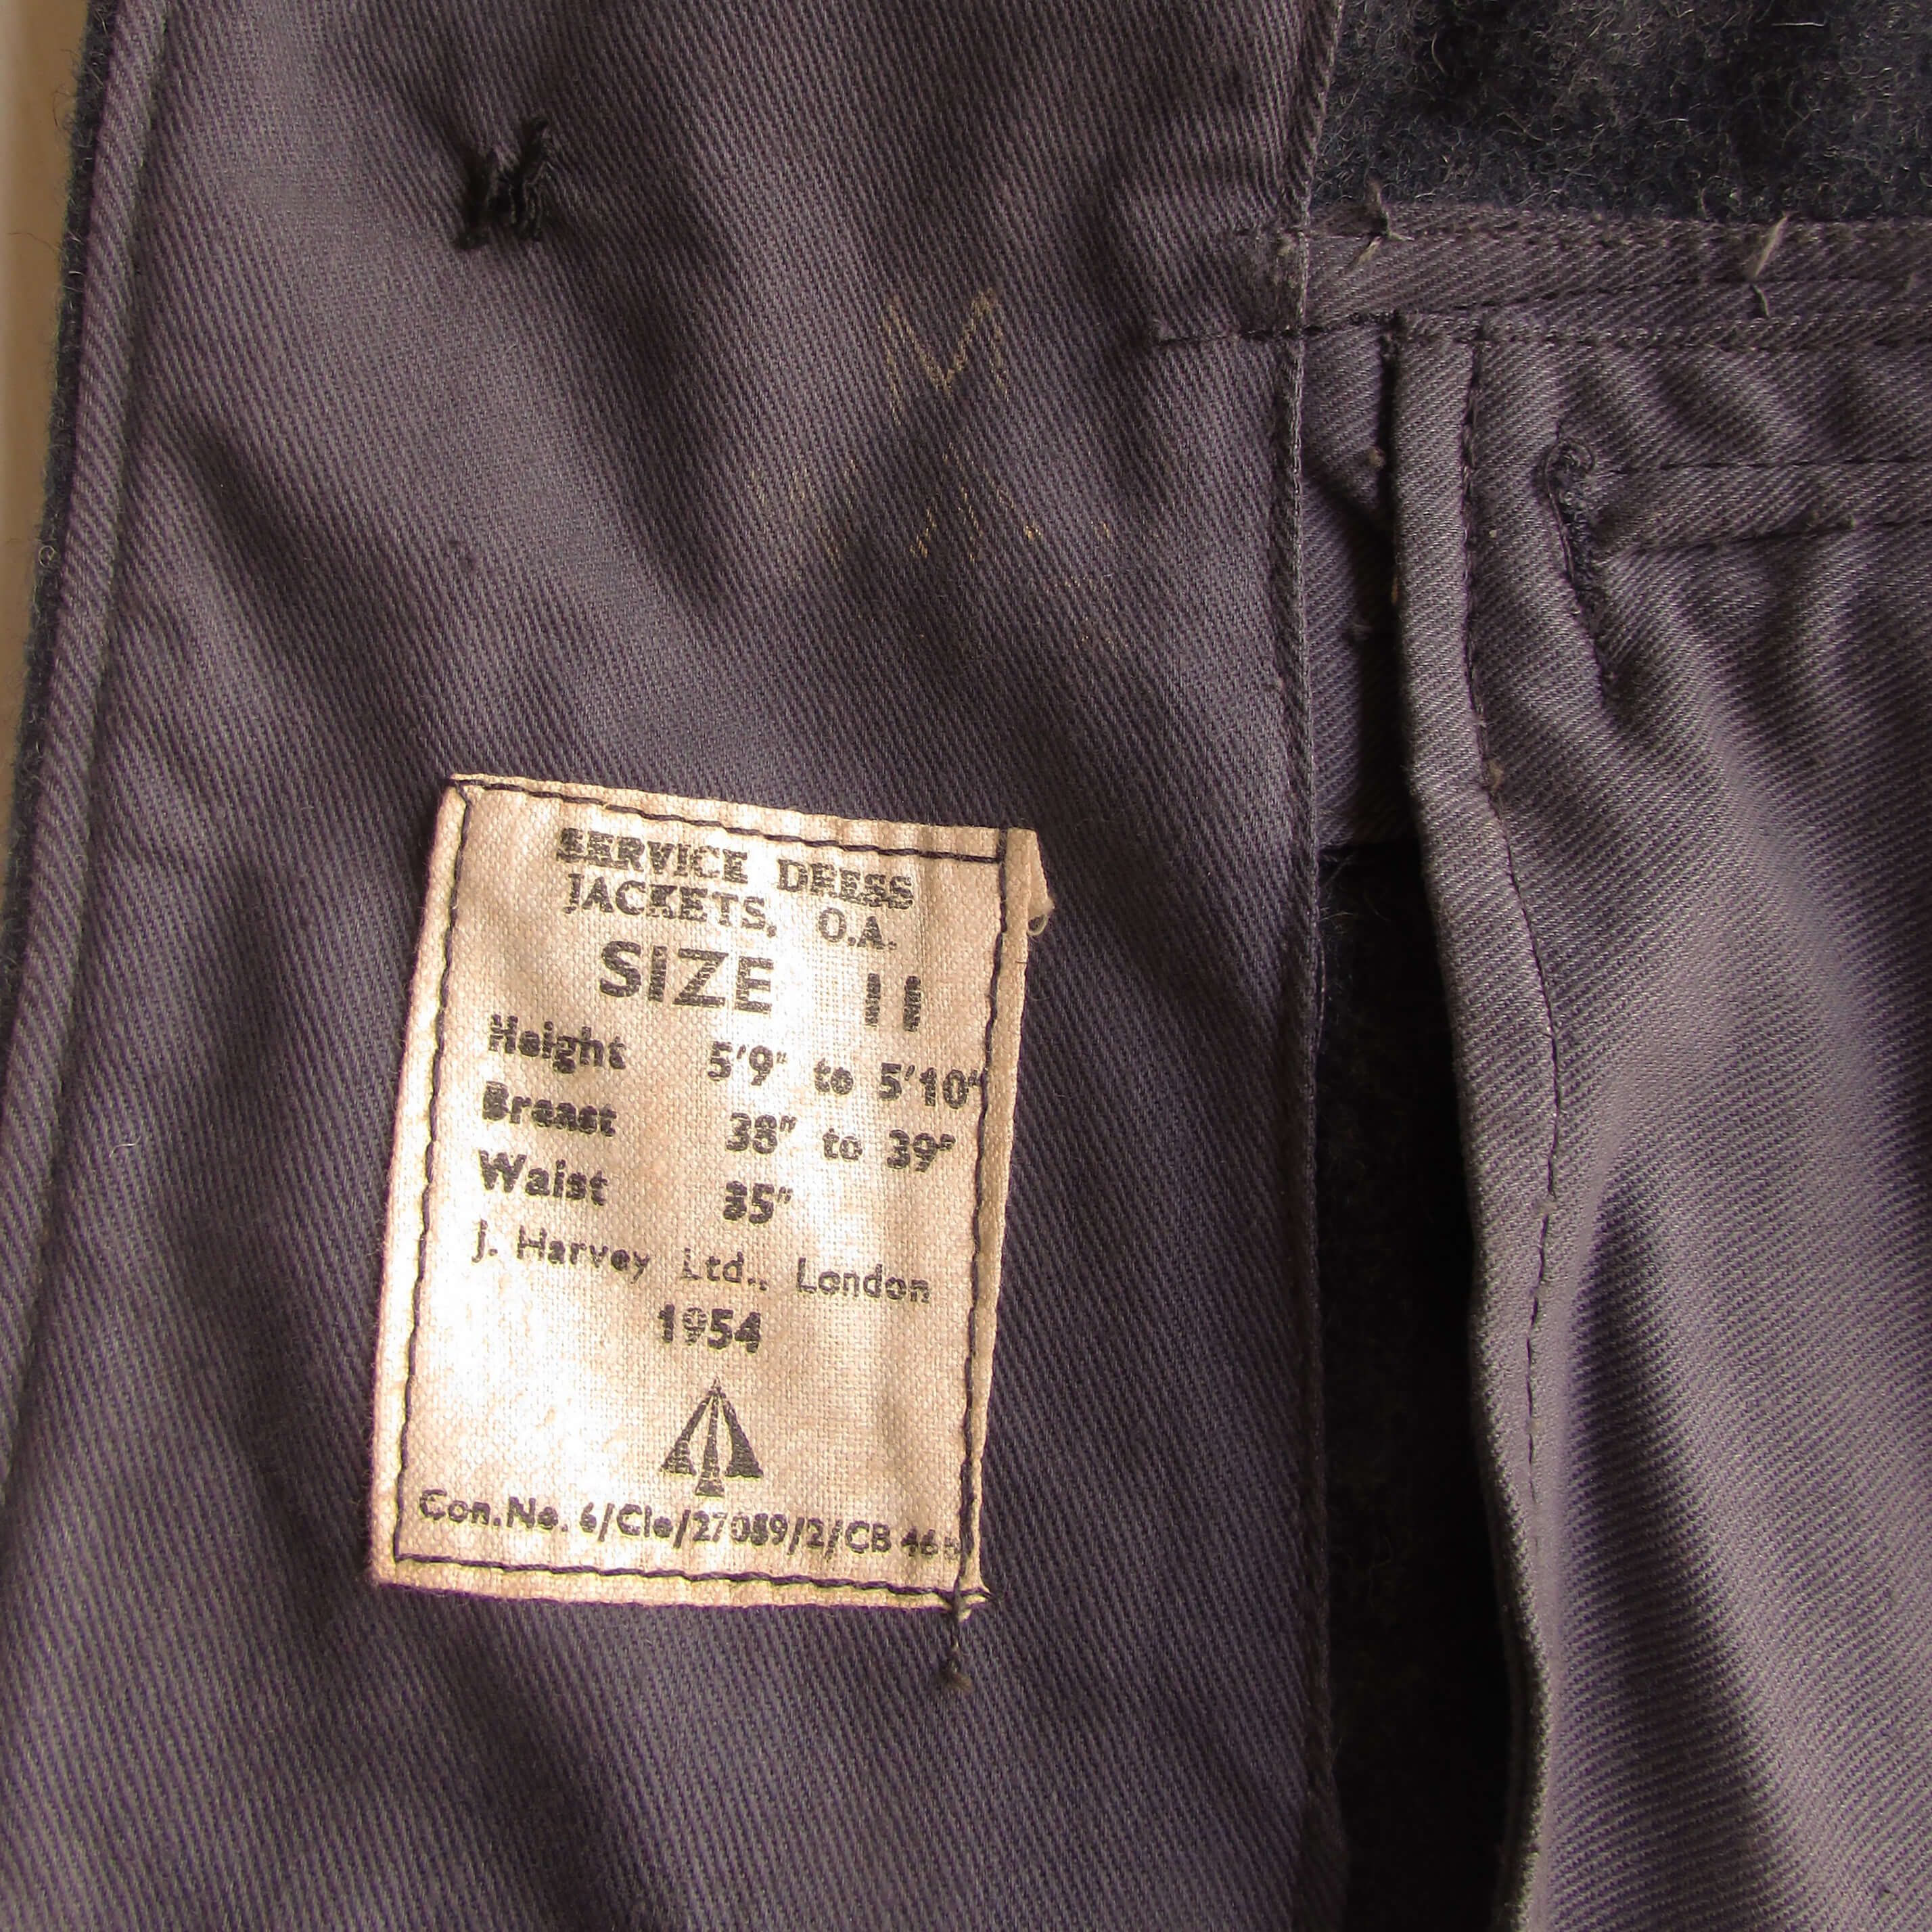 M
SERVICE DRESS
JACKETS, O.A.
SIZE 11
Height 5'9" to 5'10"
Breast 38" to 39"
Waist 35"
J. Harvey Ltd., London
1954
Con.No. 6/Cle/27089/2/CB